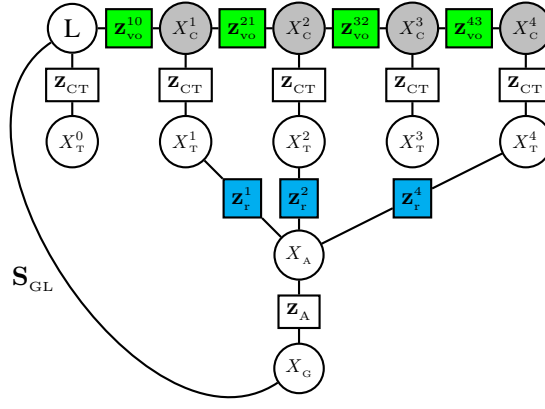 L z_vo^10 X_C^1 z_vo^21 X_C^2 z_vo^32 X_C^3 z_vo^43 X_C^4
z_CT z_CT z_CT z_CT z_CT
X_T^0 X_T^1 X_T^2 X_T^3 X_T^4
z_r^1 z_r^2 z_r^4
X_A
S_GL
z_A
X_G